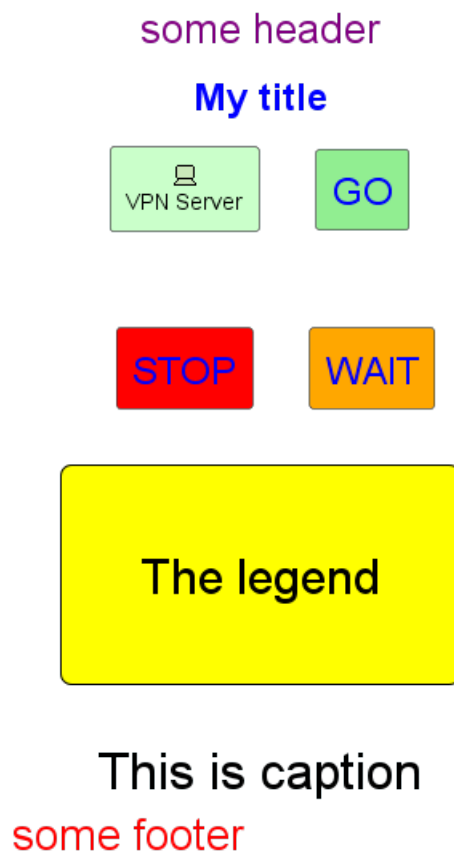 some header
My title
VPN Server
GO
STOP
WAIT
The legend
This is caption
some footer